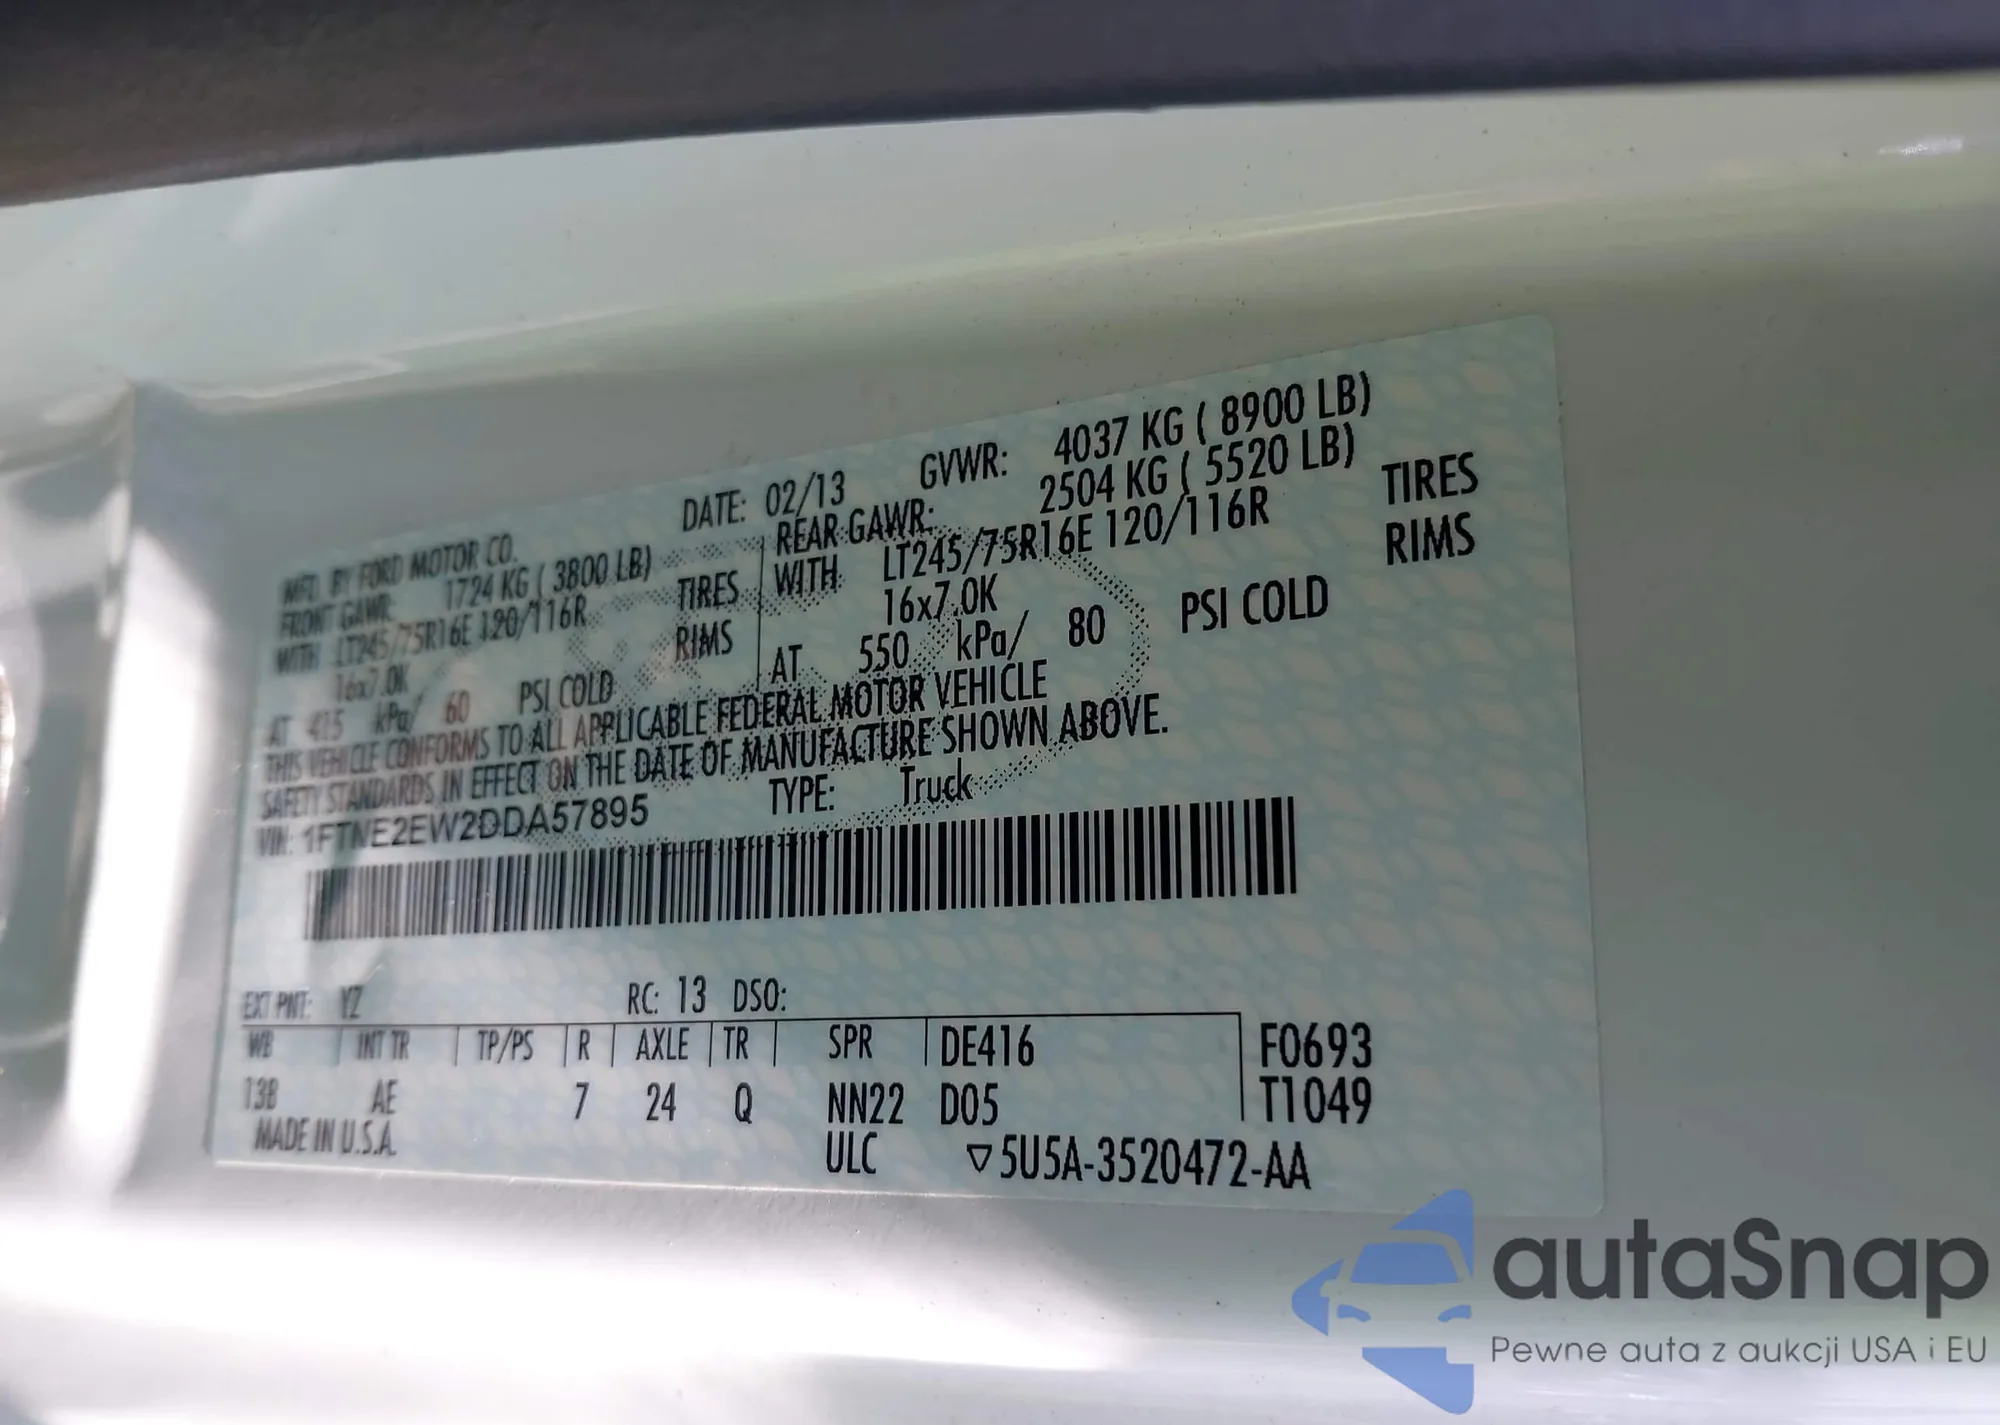 MFD. BY FORD MOTOR CO. DATE: 02/13 GVWR: 4037 KG ( 8900 LB)
FRONT GAWR: 1724 KG ( 3800 LB) REAR GAWR: 2504 KG ( 5520 LB)
WITH LT245/75R16E 120/116R TIRES WITH LT245/75R16E 120/116R TIRES
16x7.0K RIMS 16x7.0K RIMS
AT 415 kPa/ 60 PSI COLD AT 550 kPa/ 80 PSI COLD
THIS VEHICLE CONFORMS TO ALL APPLICABLE FEDERAL MOTOR VEHICLE
SAFETY STANDARDS IN EFFECT ON THE DATE OF MANUFACTURE SHOWN ABOVE.
VIN: 1FTNE2EW2DDA57895 TYPE: Truck
EXT PNT: YZ RC: 13 DSO:
WB INT TR TP/PS R AXLE TR SPR DE416 F0693
138 AE 7 24 Q NN22 D05 T1049
MADE IN U.S.A. ULC ▽5U5A-3520472-AA
autaSnap
Pewne auta z aukcji USA i EU